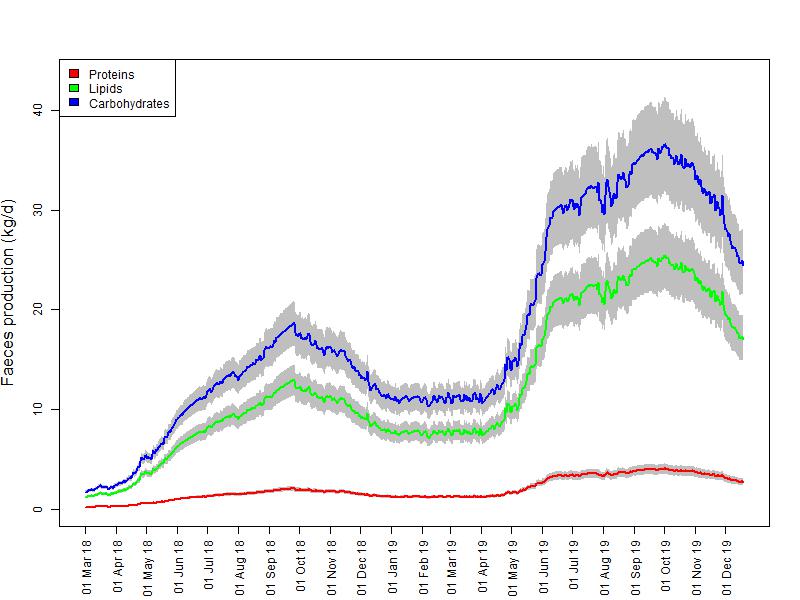 Proteins
Lipids
Carbohydrates
Faeces production (kg/d)
40
30
20
10
0
01 Mar 18
01 Apr 18
01 May 18
01 Jun 18
01 Jul 18
01 Aug 18
01 Sep 18
01 Oct 18
01 Nov 18
01 Dec 18
01 Jan 19
01 Feb 19
01 Mar 19
01 Apr 19
01 May 19
01 Jun 19
01 Jul 19
01 Aug 19
01 Sep 19
01 Oct 19
01 Nov 19
01 Dec 19